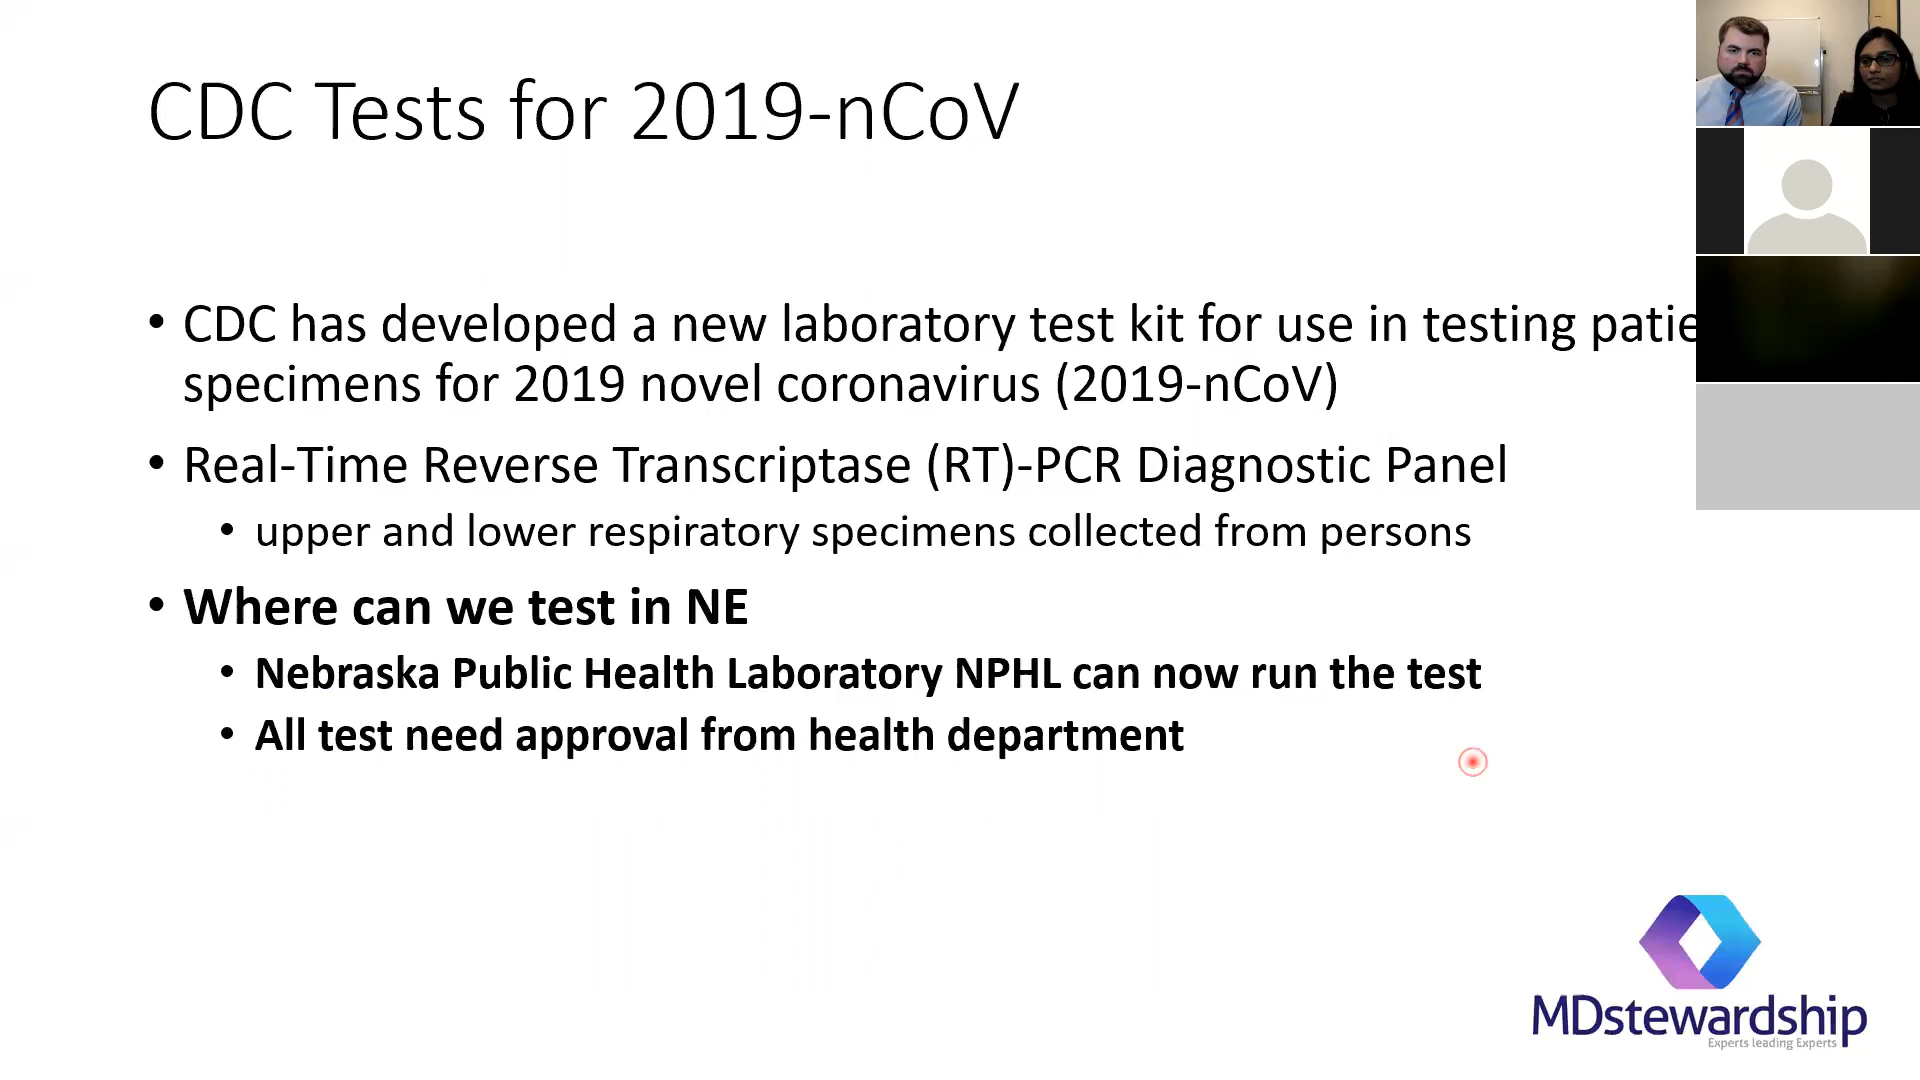 CDC Tests for 2019-nCoV
• CDC has developed a new laboratory test kit for use in testing patie
specimens for 2019 novel coronavirus (2019-nCoV)
• Real-Time Reverse Transcriptase (RT)-PCR Diagnostic Panel
• upper and lower respiratory specimens collected from persons
• Where can we test in NE
• Nebraska Public Health Laboratory NPHL can now run the test
• All test need approval from health department
MDstewardship
Experts leading Experts